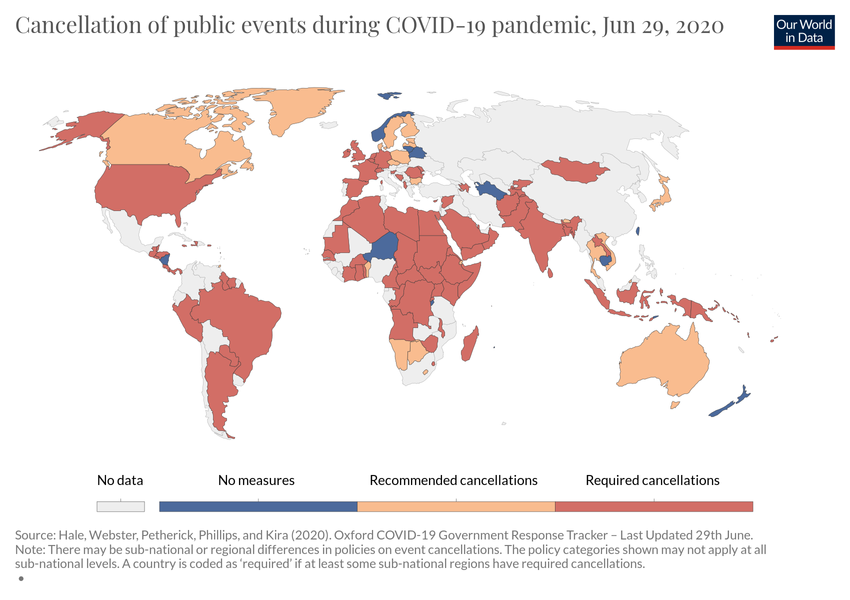 Cancellation of public events during COVID-19 pandemic, Jun 29, 2020
Our World
in Data
No data
No measures
Recommended cancellations
Required cancellations
Source: Hale, Webster, Petherick, Phillips, and Kira (2020). Oxford COVID-19 Government Response Tracker – Last Updated 29th June.
Note: There may be sub-national or regional differences in policies on event cancellations. The policy categories shown may not apply at all
sub-national levels. A country is coded as ‘required’ if at least some sub-national regions have required cancellations.